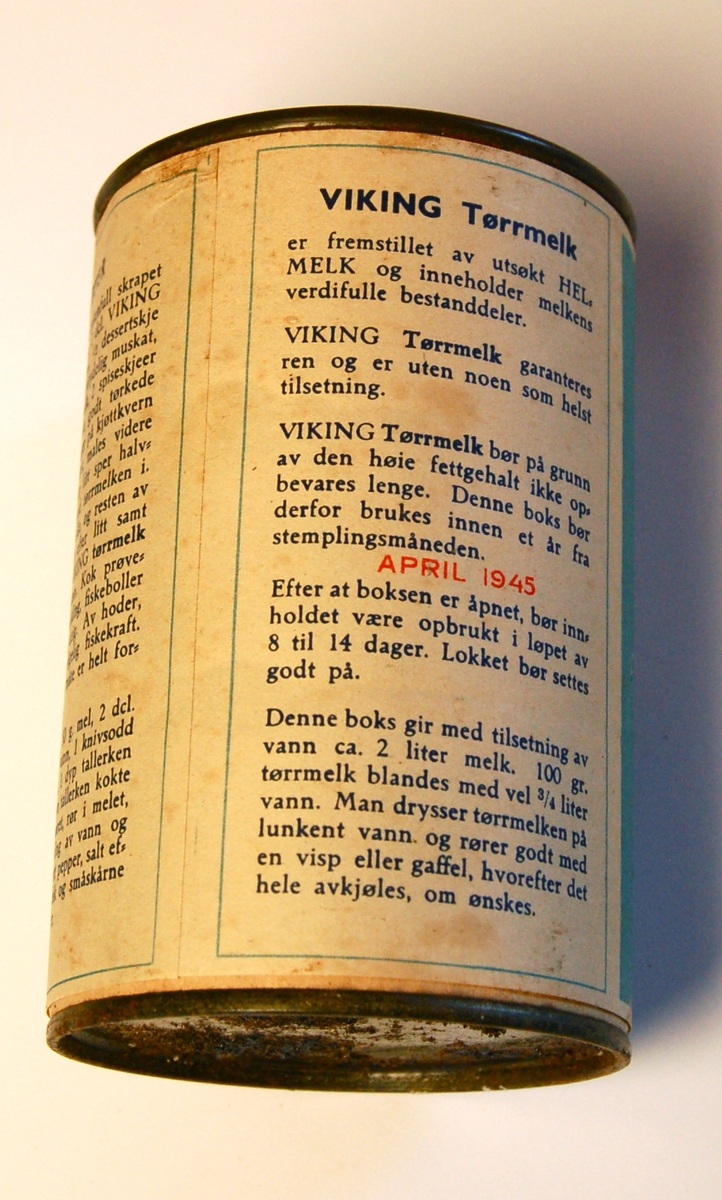 skrapet
VIKING
dessertskje
muskat,
spiseskjeer
godt tørkede
på kjøttkvern
males videre
sper halv=
tørrmelken i.
og resten av
litt samt
tørrmelk
Kok prøve=
fiskeboller
Av hoder,
fiskekraft.
er helt for=
g mel, 2 dcl.
1 knivsodd
dyp tallerken
tallerken kokte
rør i melet,
av vann og
pepper, salt ef=
og småskårne
VIKING Tørrmelk
er fremstillet av utsøkt HEL=
MELK og inneholder melkens
verdifulle bestanddeler.
VIKING Tørrmelk garanteres
ren og er uten noen som helst
tilsetning.
VIKING Tørrmelk bør på grunn
av den høie fettgehalt ikke op=
bevares lenge. Denne boks bør
derfor brukes innen et år fra
stemplingsmåneden.
APRIL 1945
Efter at boksen er åpnet, bør inn=
holdet være opbrukt i løpet av
8 til 14 dager. Lokket bør settes
godt på.
Denne boks gir med tilsetning av
vann ca. 2 liter melk. 100 gr.
tørrmelk blandes med vel 3/4 liter
vann. Man drysser tørrmelken på
lunkent vann og rører godt med
en visp eller gaffel, hvorefter det
hele avkjøles, om ønskes.